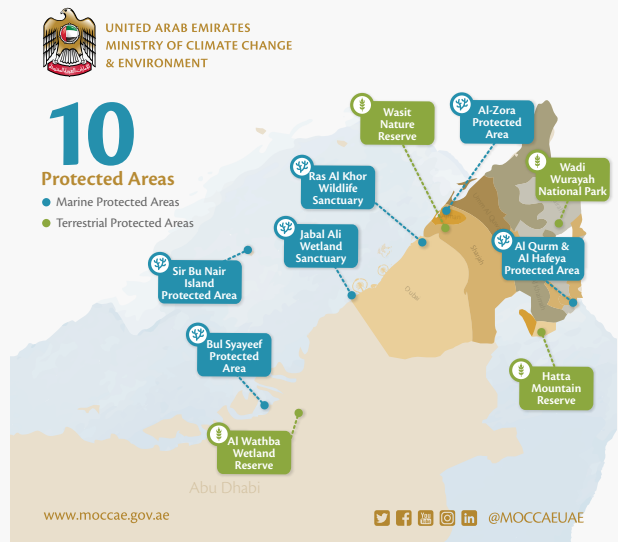 UNITED ARAB EMIRATES
MINISTRY OF CLIMATE CHANGE
& ENVIRONMENT
10
Protected Areas
Marine Protected Areas
Terrestrial Protected Areas
Wasit
Nature
Reserve
Al-Zora
Protected
Area
Ras Al Khor
Wildlife
Sanctuary
Wadi
Wurayah
National Park
Jabal Ali
Wetland
Sanctuary
Al Qurm &
Al Hafeya
Protected Area
Sir Bu Nair
Island
Protected Area
Sharjah
Dubai
Bul Syayeef
Protected
Area
Hatta
Mountain
Reserve
Al Wathba
Wetland
Reserve
Abu Dhabi
www.moccae.gov.ae
You
Tube
@MOCCAEUAE